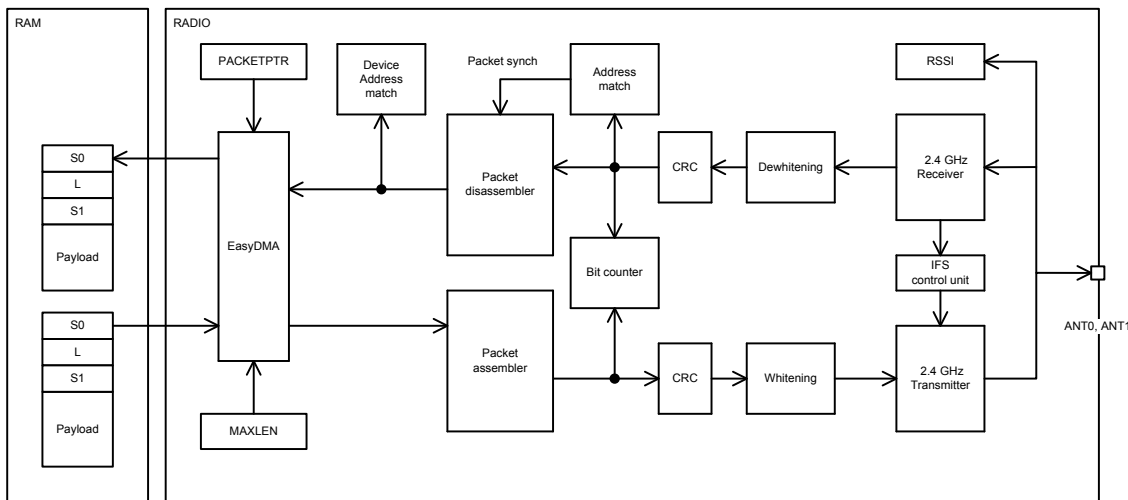 RAM
RADIO
PACKETPTR
Device
Address
match
Packet synch
Address
match
RSSI
S0
L
S1
Payload
EasyDMA
Packet
disassembler
CRC
Dewhitening
2.4 GHz
Receiver
Bit counter
IFS
control unit
ANT0, ANT1
S0
L
S1
Payload
Packet
assembler
CRC
Whitening
2.4 GHz
Transmitter
MAXLEN